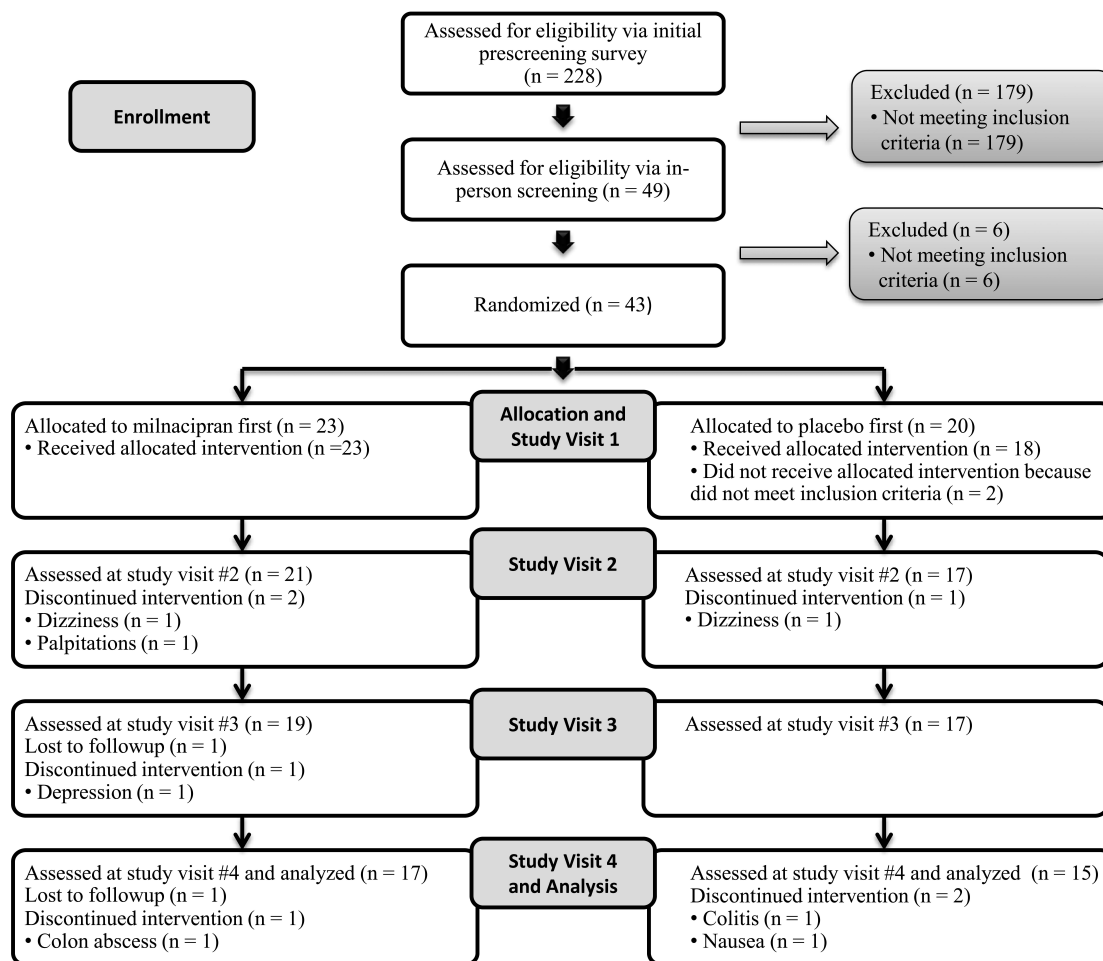 Assessed for eligibility via initial
prescreening survey
(n = 228)
Enrollment
Excluded (n = 179)
• Not meeting inclusion
criteria (n = 179)
Assessed for eligibility via in-
person screening (n = 49)
Excluded (n = 6)
• Not meeting inclusion
criteria (n = 6)
Randomized (n = 43)
Allocation and
Study Visit 1
Allocated to milnacipran first (n = 23)
• Received allocated intervention (n =23)
Allocated to placebo first (n = 20)
• Received allocated intervention (n = 18)
• Did not receive allocated intervention because
did not meet inclusion criteria (n = 2)
Study Visit 2
Assessed at study visit #2 (n = 21)
Discontinued intervention (n = 2)
• Dizziness (n = 1)
• Palpitations (n = 1)
Assessed at study visit #2 (n = 17)
Discontinued intervention (n = 1)
• Dizziness (n = 1)
Study Visit 3
Assessed at study visit #3 (n = 19)
Lost to followup (n = 1)
Discontinued intervention (n = 1)
• Depression (n = 1)
Assessed at study visit #3 (n = 17)
Study Visit 4
and Analysis
Assessed at study visit #4 and analyzed (n = 17)
Lost to followup (n = 1)
Discontinued intervention (n = 1)
• Colon abscess (n = 1)
Assessed at study visit #4 and analyzed (n = 15)
Discontinued intervention (n = 2)
• Colitis (n = 1)
• Nausea (n = 1)